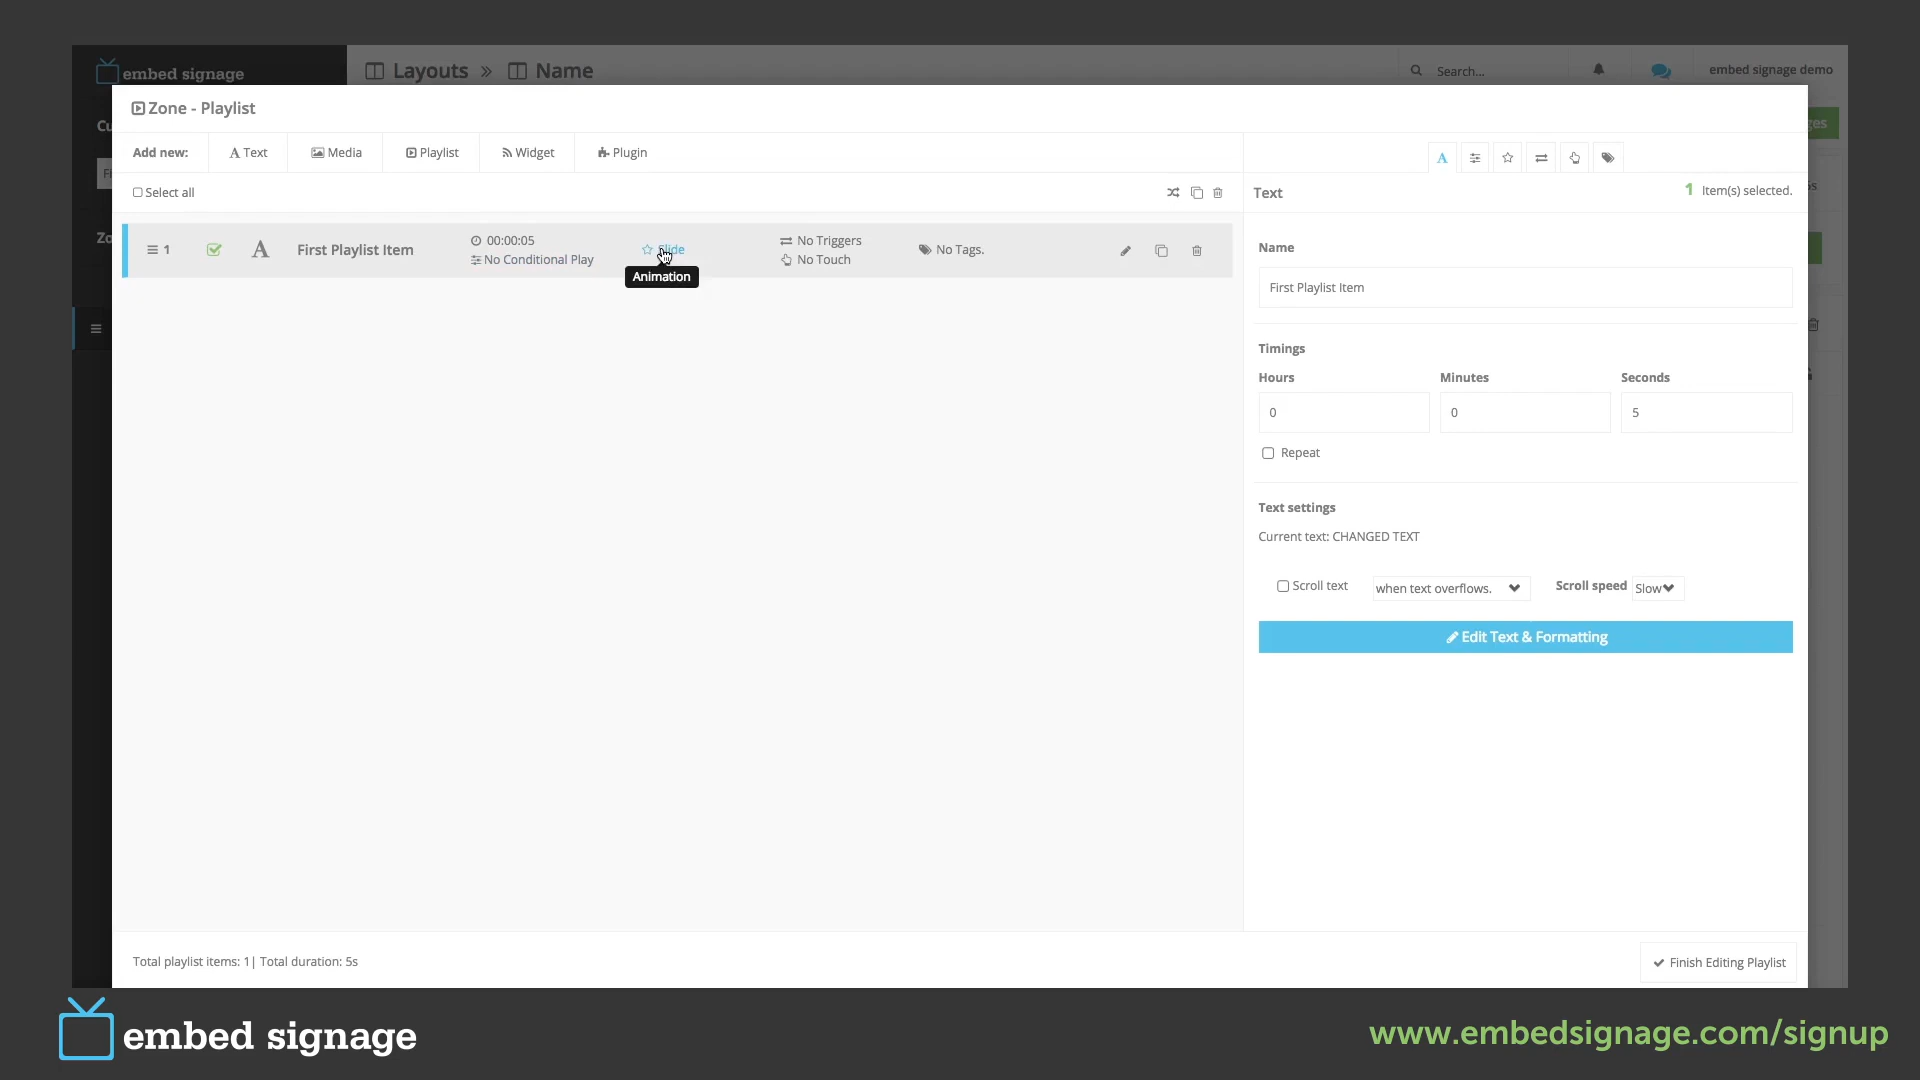 embed signage
Layouts » Name
Search...
embed signage demo
Zone - Playlist
Add new: Text Media Playlist Widget Plugin
Select all
Text
1 Item(s) selected.
1 First Playlist Item
00:00:05
No Conditional Play
Slide
Animation
No Triggers
No Touch
No Tags.
Name
First Playlist Item
Timings
Hours Minutes Seconds
0 0 5
Repeat
Text settings
Current text: CHANGED TEXT
Scroll text when text overflows. Scroll speed Slow
Edit Text & Formatting
Total playlist items: 1| Total duration: 5s
Finish Editing Playlist
embed signage
www.embedsignage.com/signup